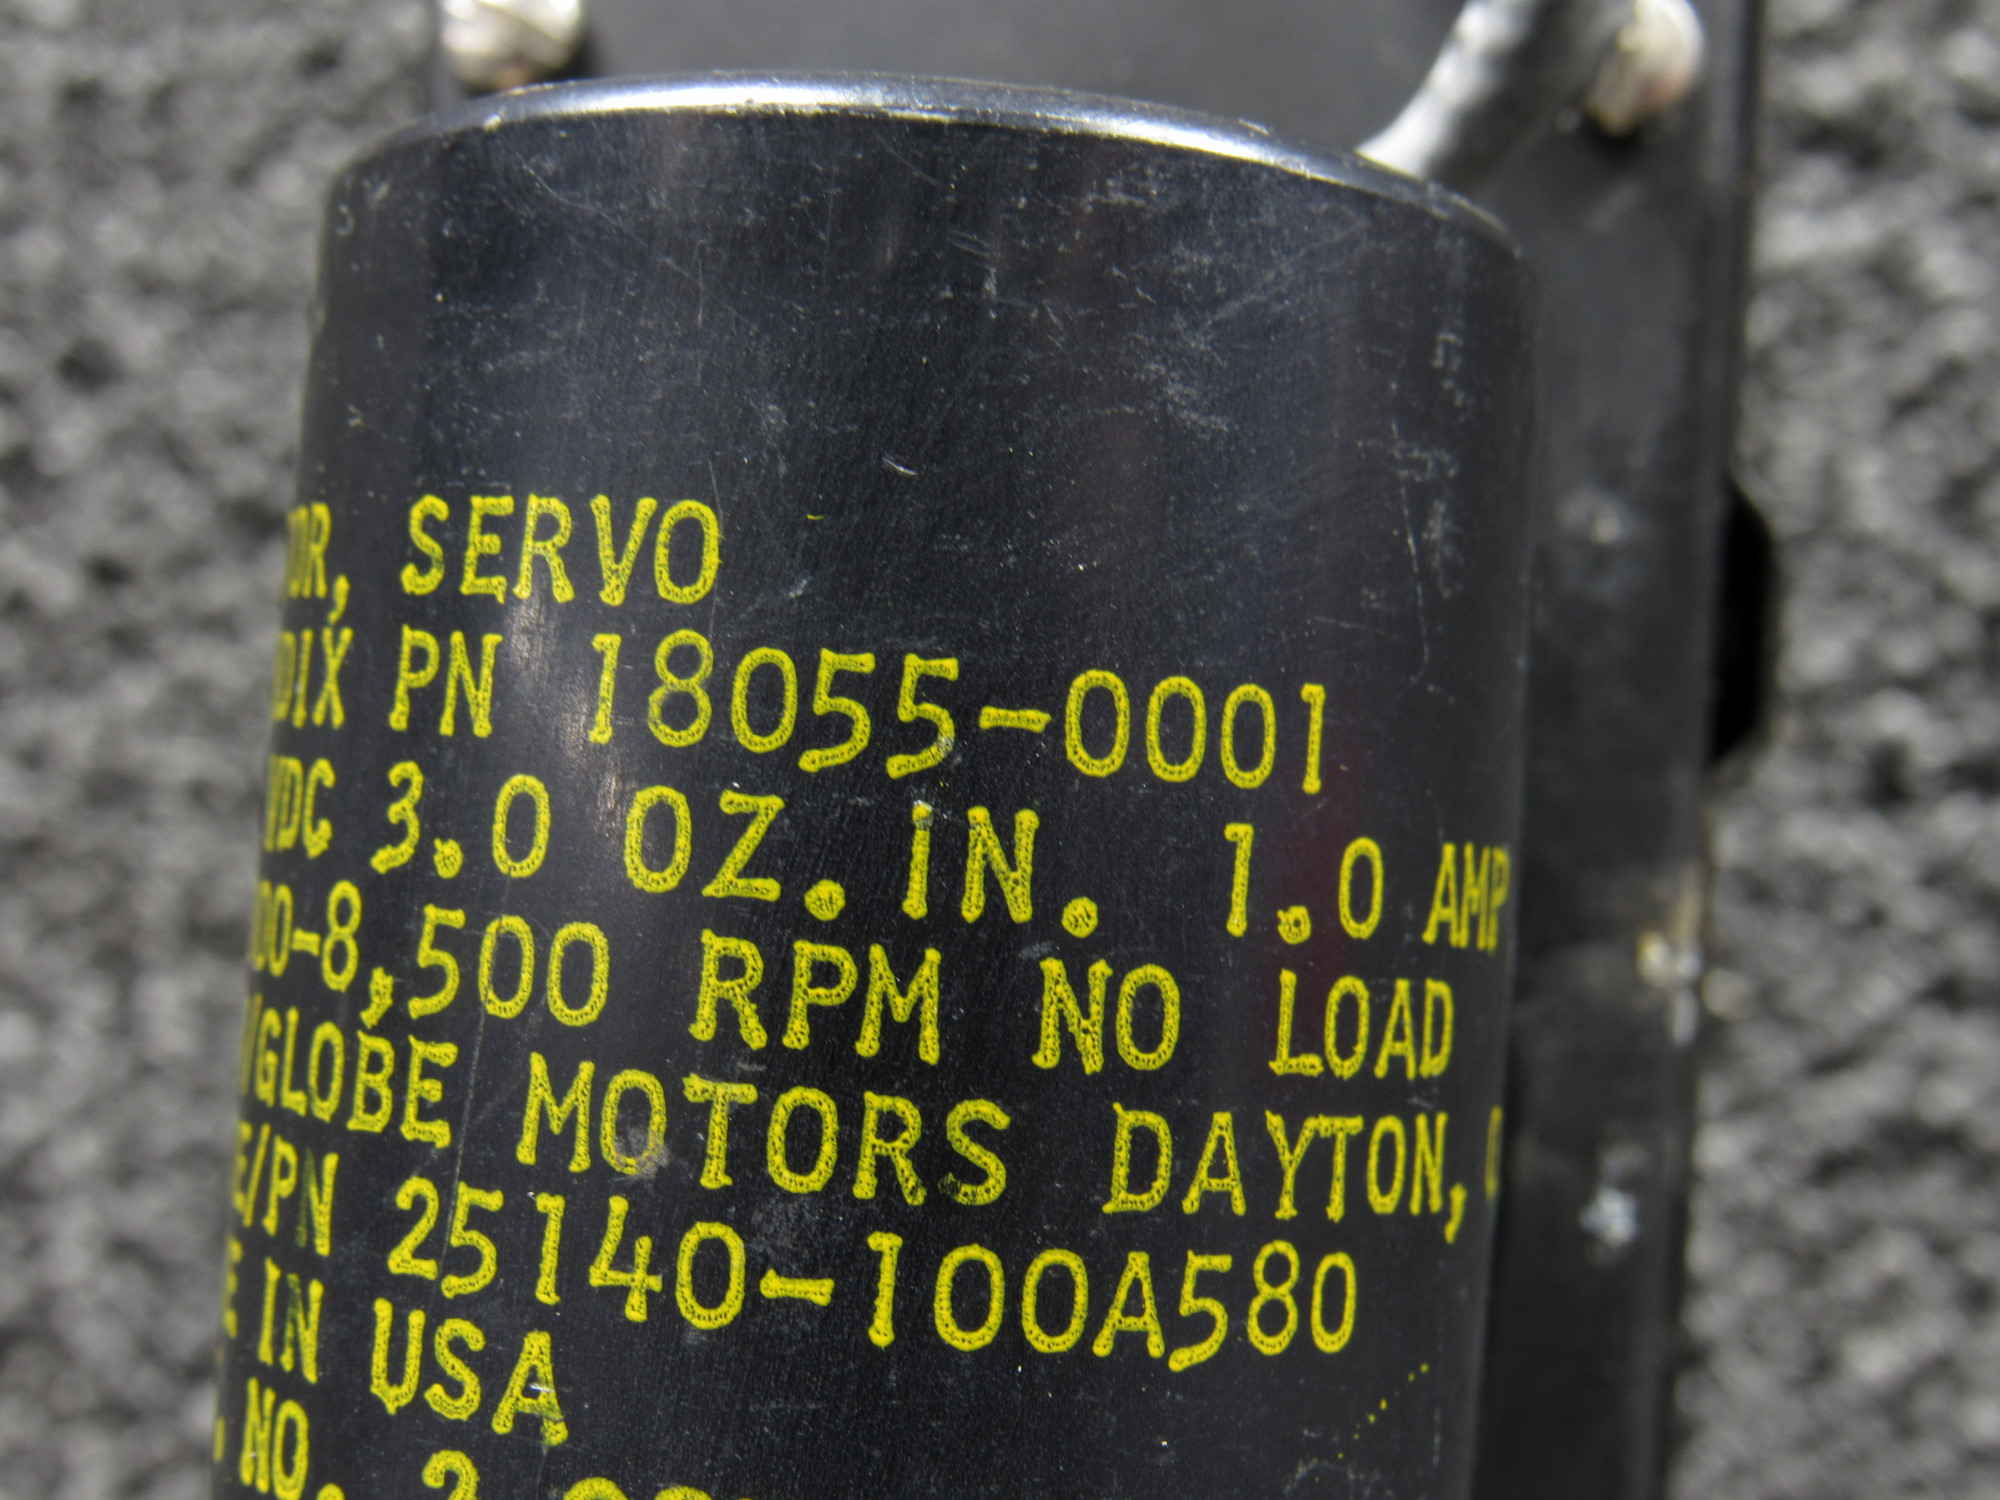 OR, SERVO
DIX PN 18055-0001
VDC 3.0 OZ.IN. 1.0 AMP
00-8,500 RPM NO LOAD
/GLOBE MOTORS DAYTON,
E/PN 25140-100A580
E IN USA
. NO. 2